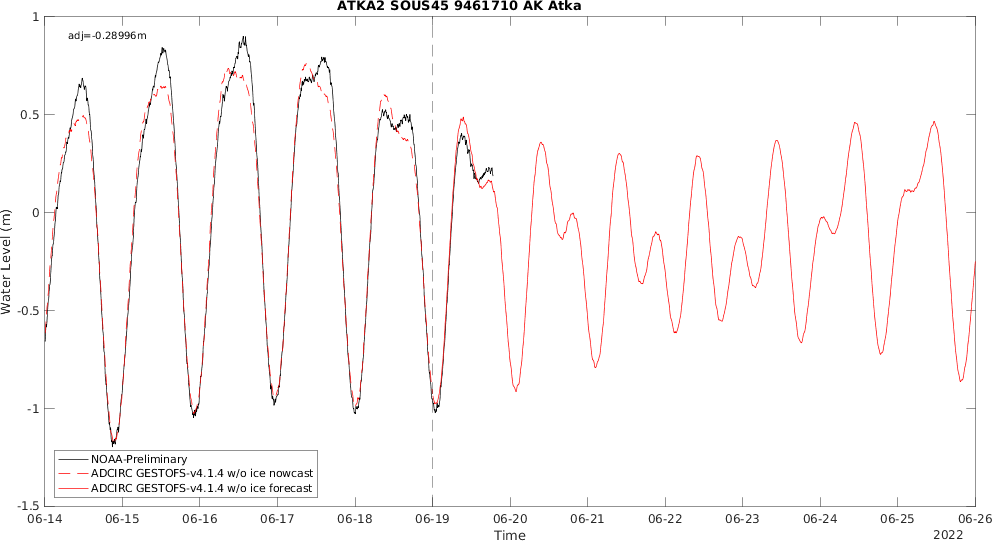 ATKA2 SOUS45 9461710 AK Atka
adj=-0.28996m
1
0.5
0
-0.5
-1
-1.5
Water Level (m)
NOAA-Preliminary
ADCIRC GESTOFS-v4.1.4 w/o ice nowcast
ADCIRC GESTOFS-v4.1.4 w/o ice forecast
06-14 06-15 06-16 06-17 06-18 06-19 06-20 06-21 06-22 06-23 06-24 06-25 06-26
Time
2022